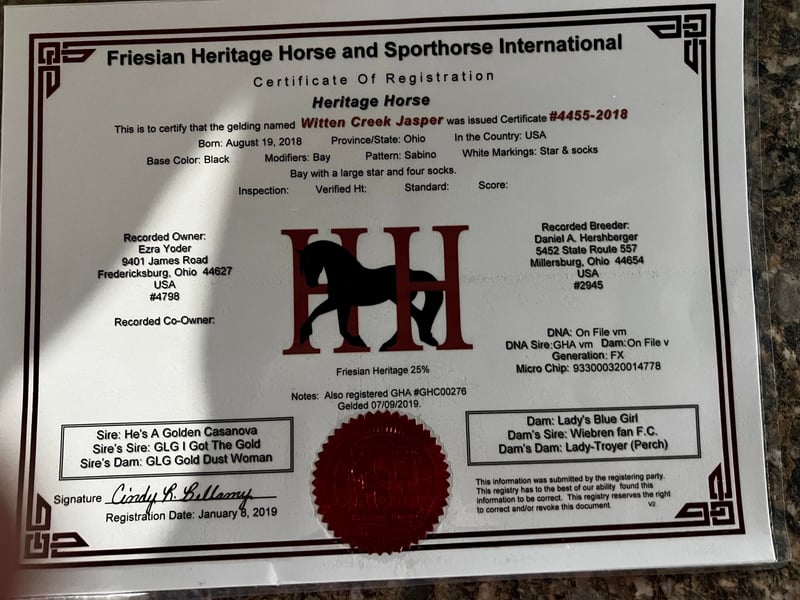 Friesian Heritage Horse and Sporthorse International
Certificate Of Registration
Heritage Horse
This is to certify that the gelding named Witten Creek Jasper was issued Certificate #4455-2018
Born: August 19, 2018 Province/State: Ohio In the Country: USA
Base Color: Black Modifiers: Bay Pattern: Sabino White Markings: Star & socks
Bay with a large star and four socks.
Inspection: Verified Ht: Standard: Score:
Recorded Owner:
Ezra Yoder
9401 James Road
Fredericksburg, Ohio 44627
USA
#4798
Recorded Co-Owner:
HH
Friesian Heritage 25%
Notes: Also registered GHA #GHC00276
Gelded 07/09/2019.
Recorded Breeder:
Daniel A. Hershberger
5452 State Route 557
Millersburg, Ohio 44654
USA
#2945
DNA: On File vm
DNA Sire:GHA vm Dam:On File v
Generation: FX
Micro Chip: 933000320014778
Sire: He's A Golden Casanova
Sire's Sire: GLG I Got The Gold
Sire's Dam: GLG Gold Dust Woman
Dam: Lady's Blue Girl
Dam's Sire: Wiebren fan F.C.
Dam's Dam: Lady-Troyer (Perch)
Signature Cindy R. Bellamy
Registration Date: January 8, 2019
This information was submitted by the registering party.
This registry has to the best of our ability found this
information to be correct. This registry reserves the right
to correct and/or revoke this document. V2